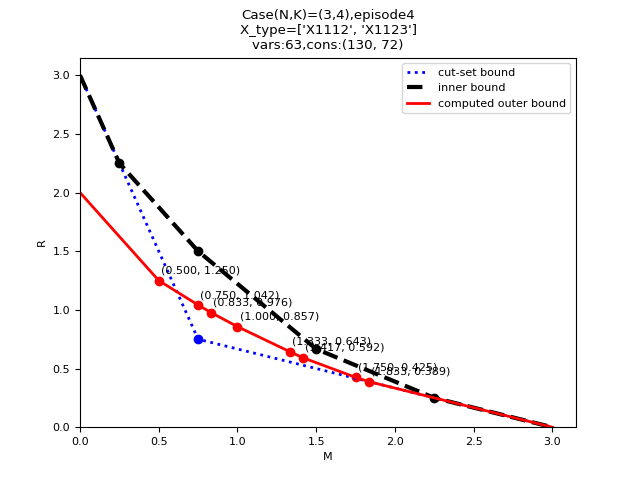 Case(N,K)=(3,4),episode4
X_type=['X1112', 'X1123']
vars:63,cons:(130, 72)
cut-set bound
inner bound
computed outer bound
R
3.0
2.5
2.0
1.5
1.0
0.5
0.0
(0.500, 1.250)
(0.750, 1.042)
(0.833, 0.976)
(1.000, 0.857)
(1.333, 0.643)
(1.417, 0.592)
(1.750, 0.425)
(1.833, 0.389)
0.0 0.5 1.0 1.5 2.0 2.5 3.0
M